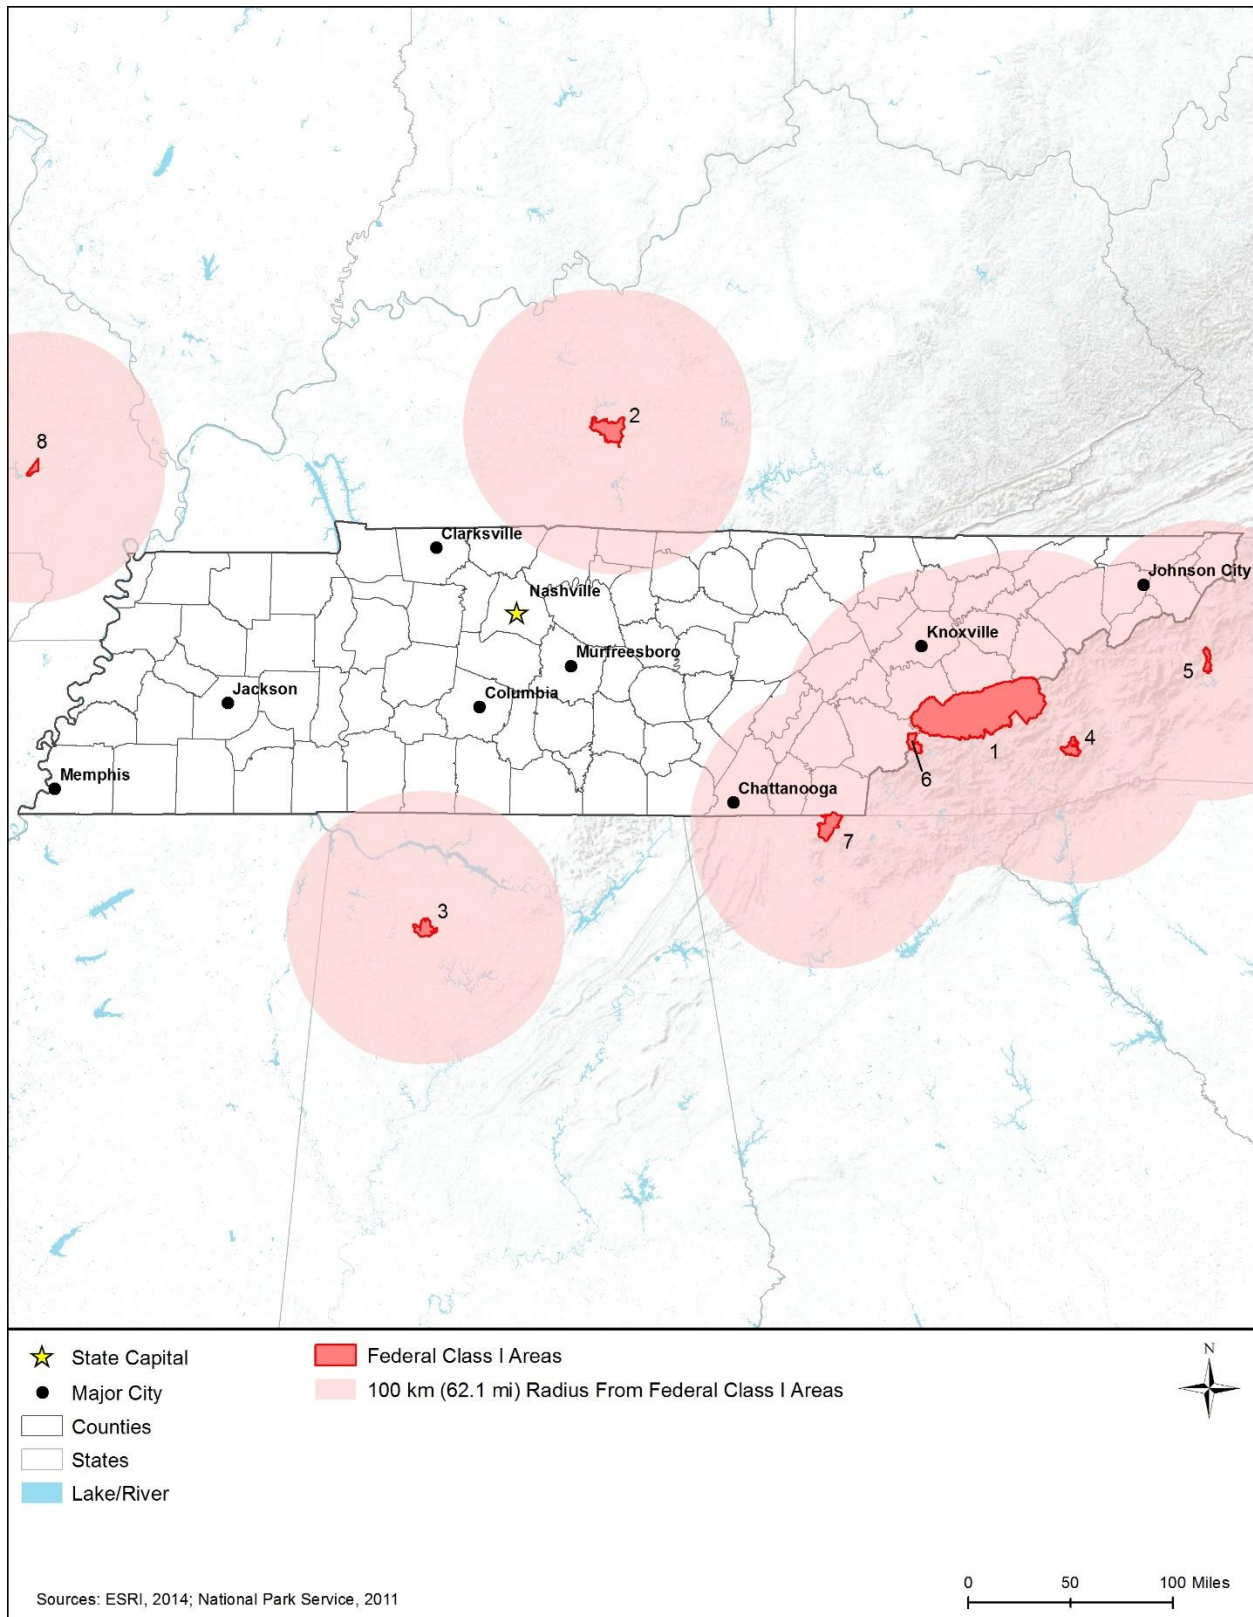 2
8
Clarksville
Nashville
Johnson City
Knoxville
Murfreesboro
5
Jackson
Columbia
4
1
6
Memphis
Chattanooga
7
3
State Capital
Major City
Counties
States
Lake/River
Federal Class I Areas
100 km (62.1 mi) Radius From Federal Class I Areas
N
Sources: ESRI, 2014; National Park Service, 2011
0 50 100 Miles